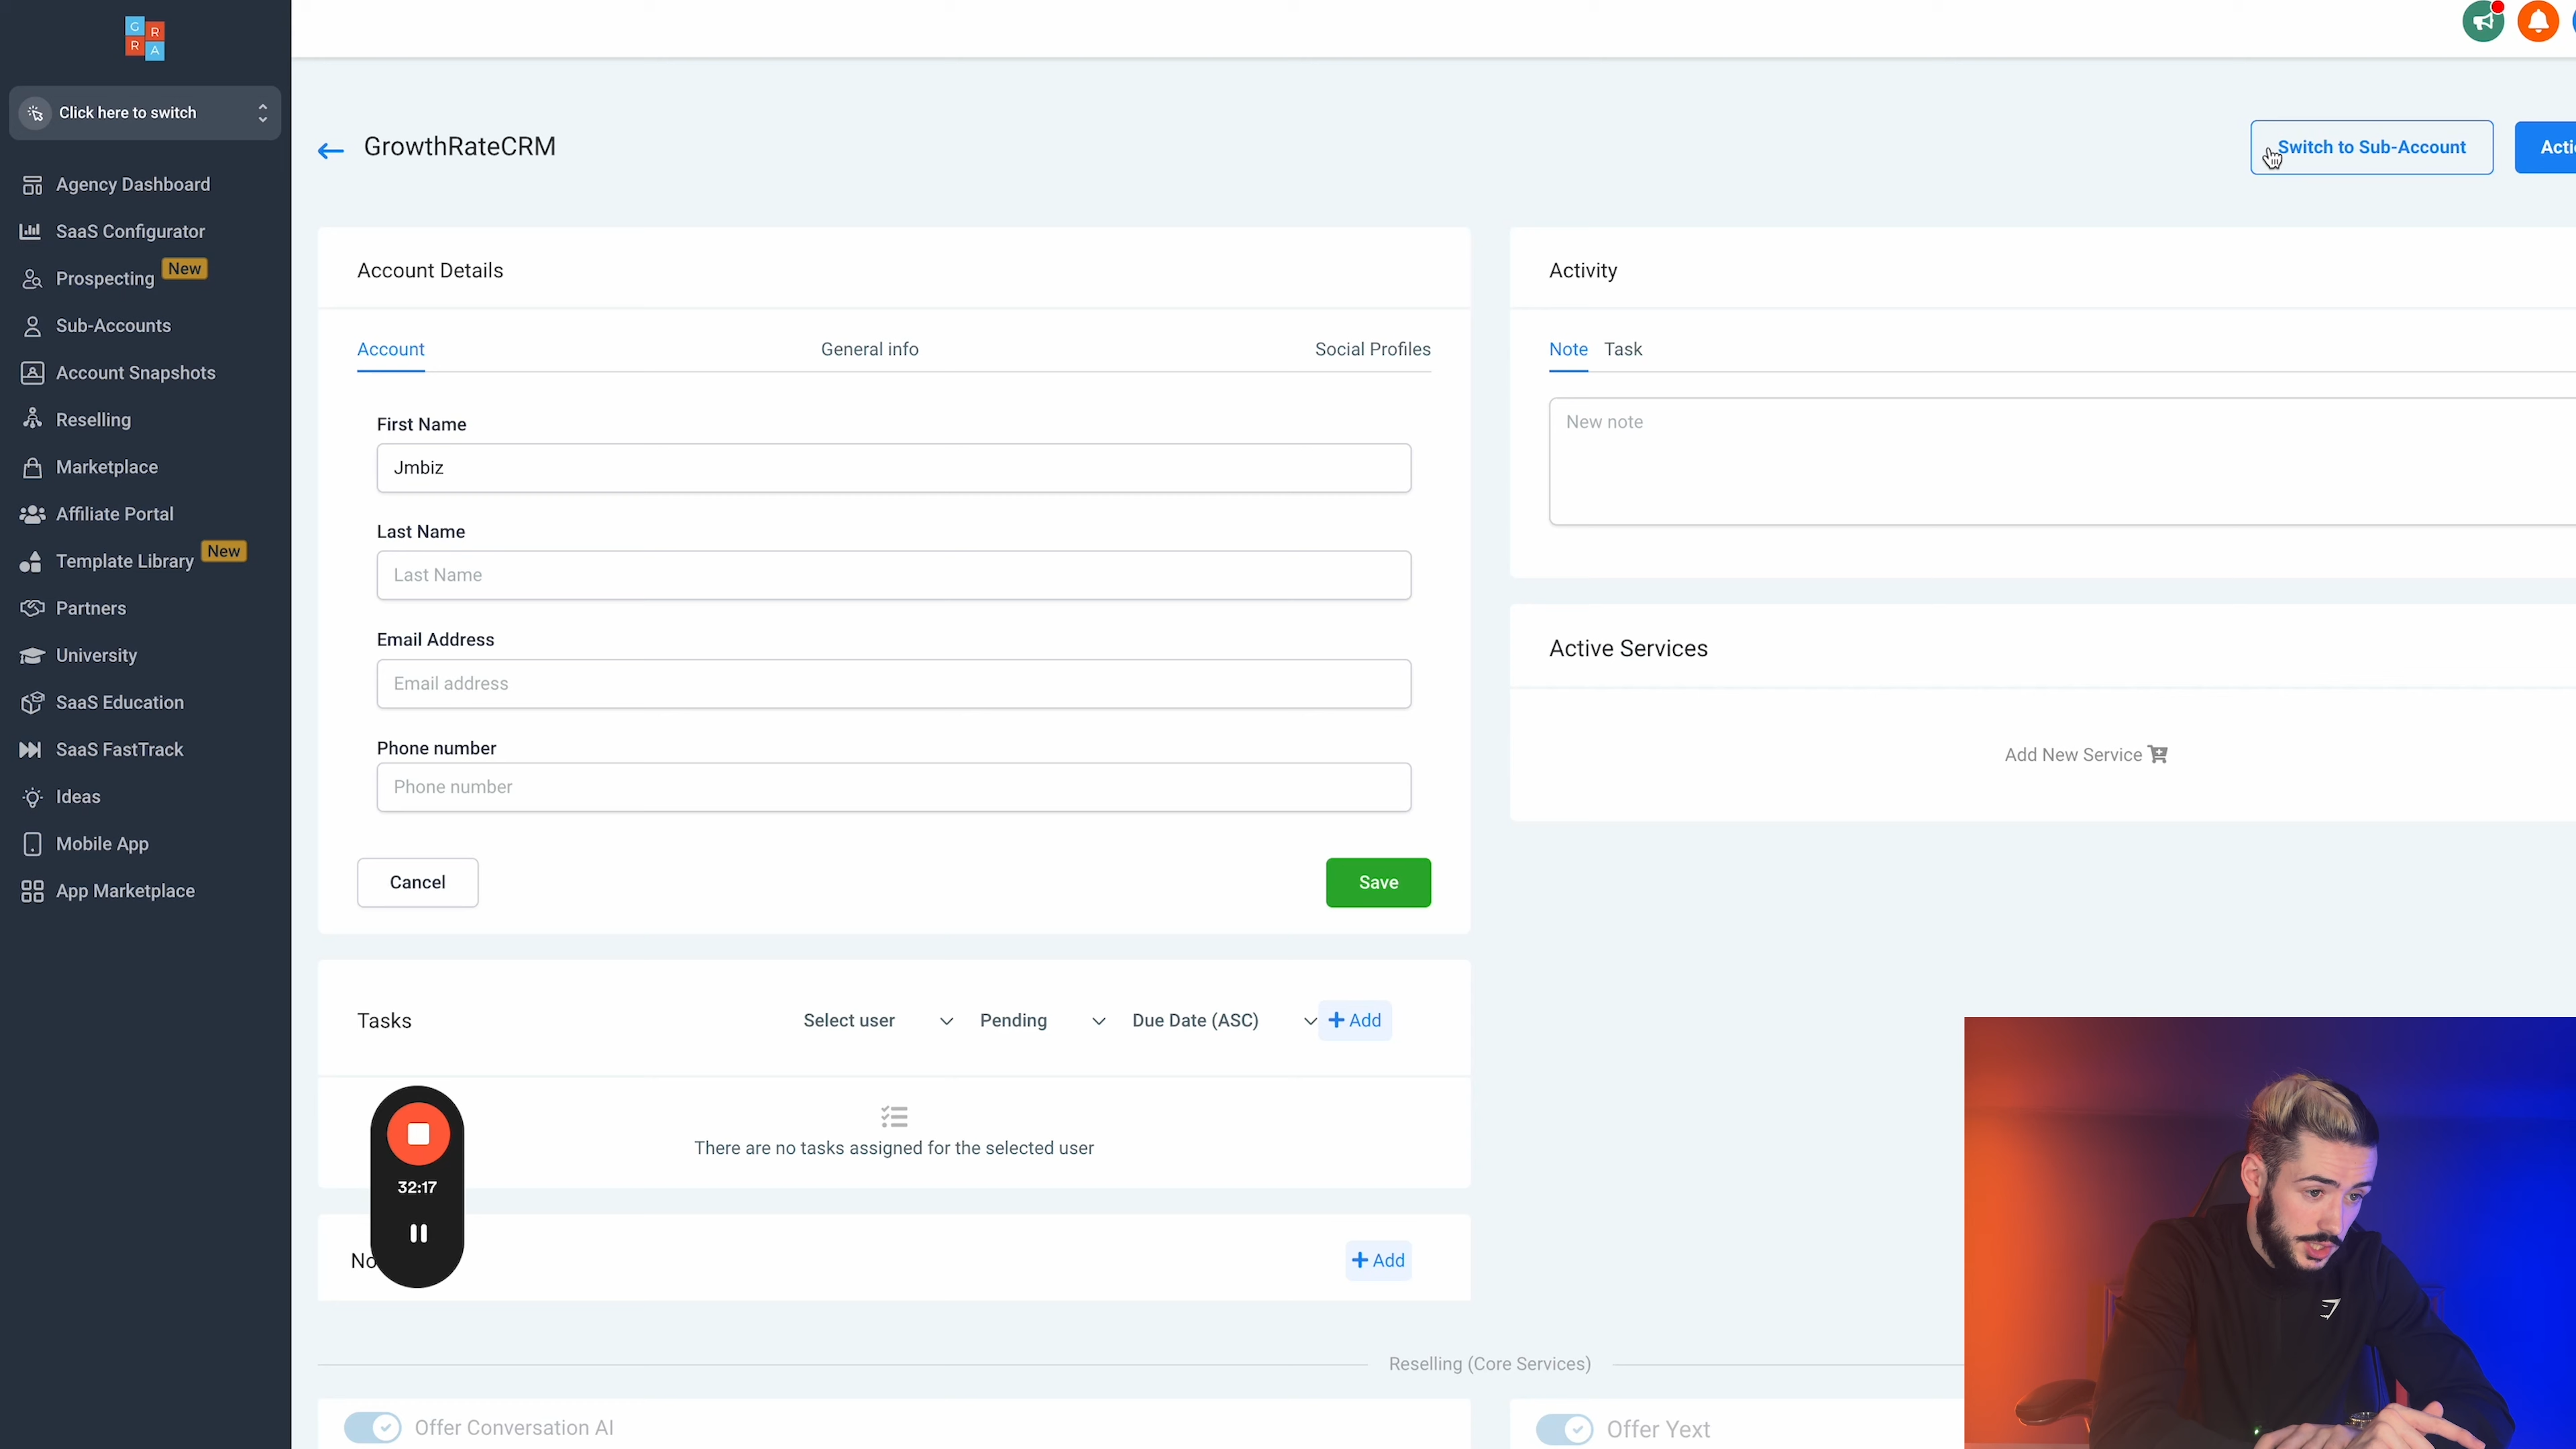 G R
R A
Click here to switch
Agency Dashboard
SaaS Configurator
Prospecting New
Sub-Accounts
Account Snapshots
Reselling
Marketplace
Affiliate Portal
Template Library New
Partners
University
SaaS Education
SaaS FastTrack
Ideas
Mobile App
App Marketplace
GrowthRateCRM
Switch to Sub-Account
Account Details
Account General info Social Profiles
First Name
Jmbiz
Last Name
Last Name
Email Address
Email address
Phone number
Phone number
Cancel Save
Activity
Note Task
New note
Active Services
Add New Service
Tasks Select user Pending Due Date (ASC) Add
There are no tasks assigned for the selected user
32:17
Add
Reselling (Core Services)
Offer Conversation AI
Offer Yext